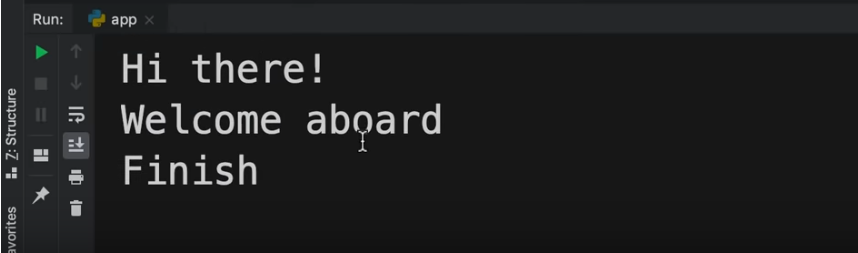 Run: app
Hi there!
Welcome aboard
Finish
Z: Structure
avorites